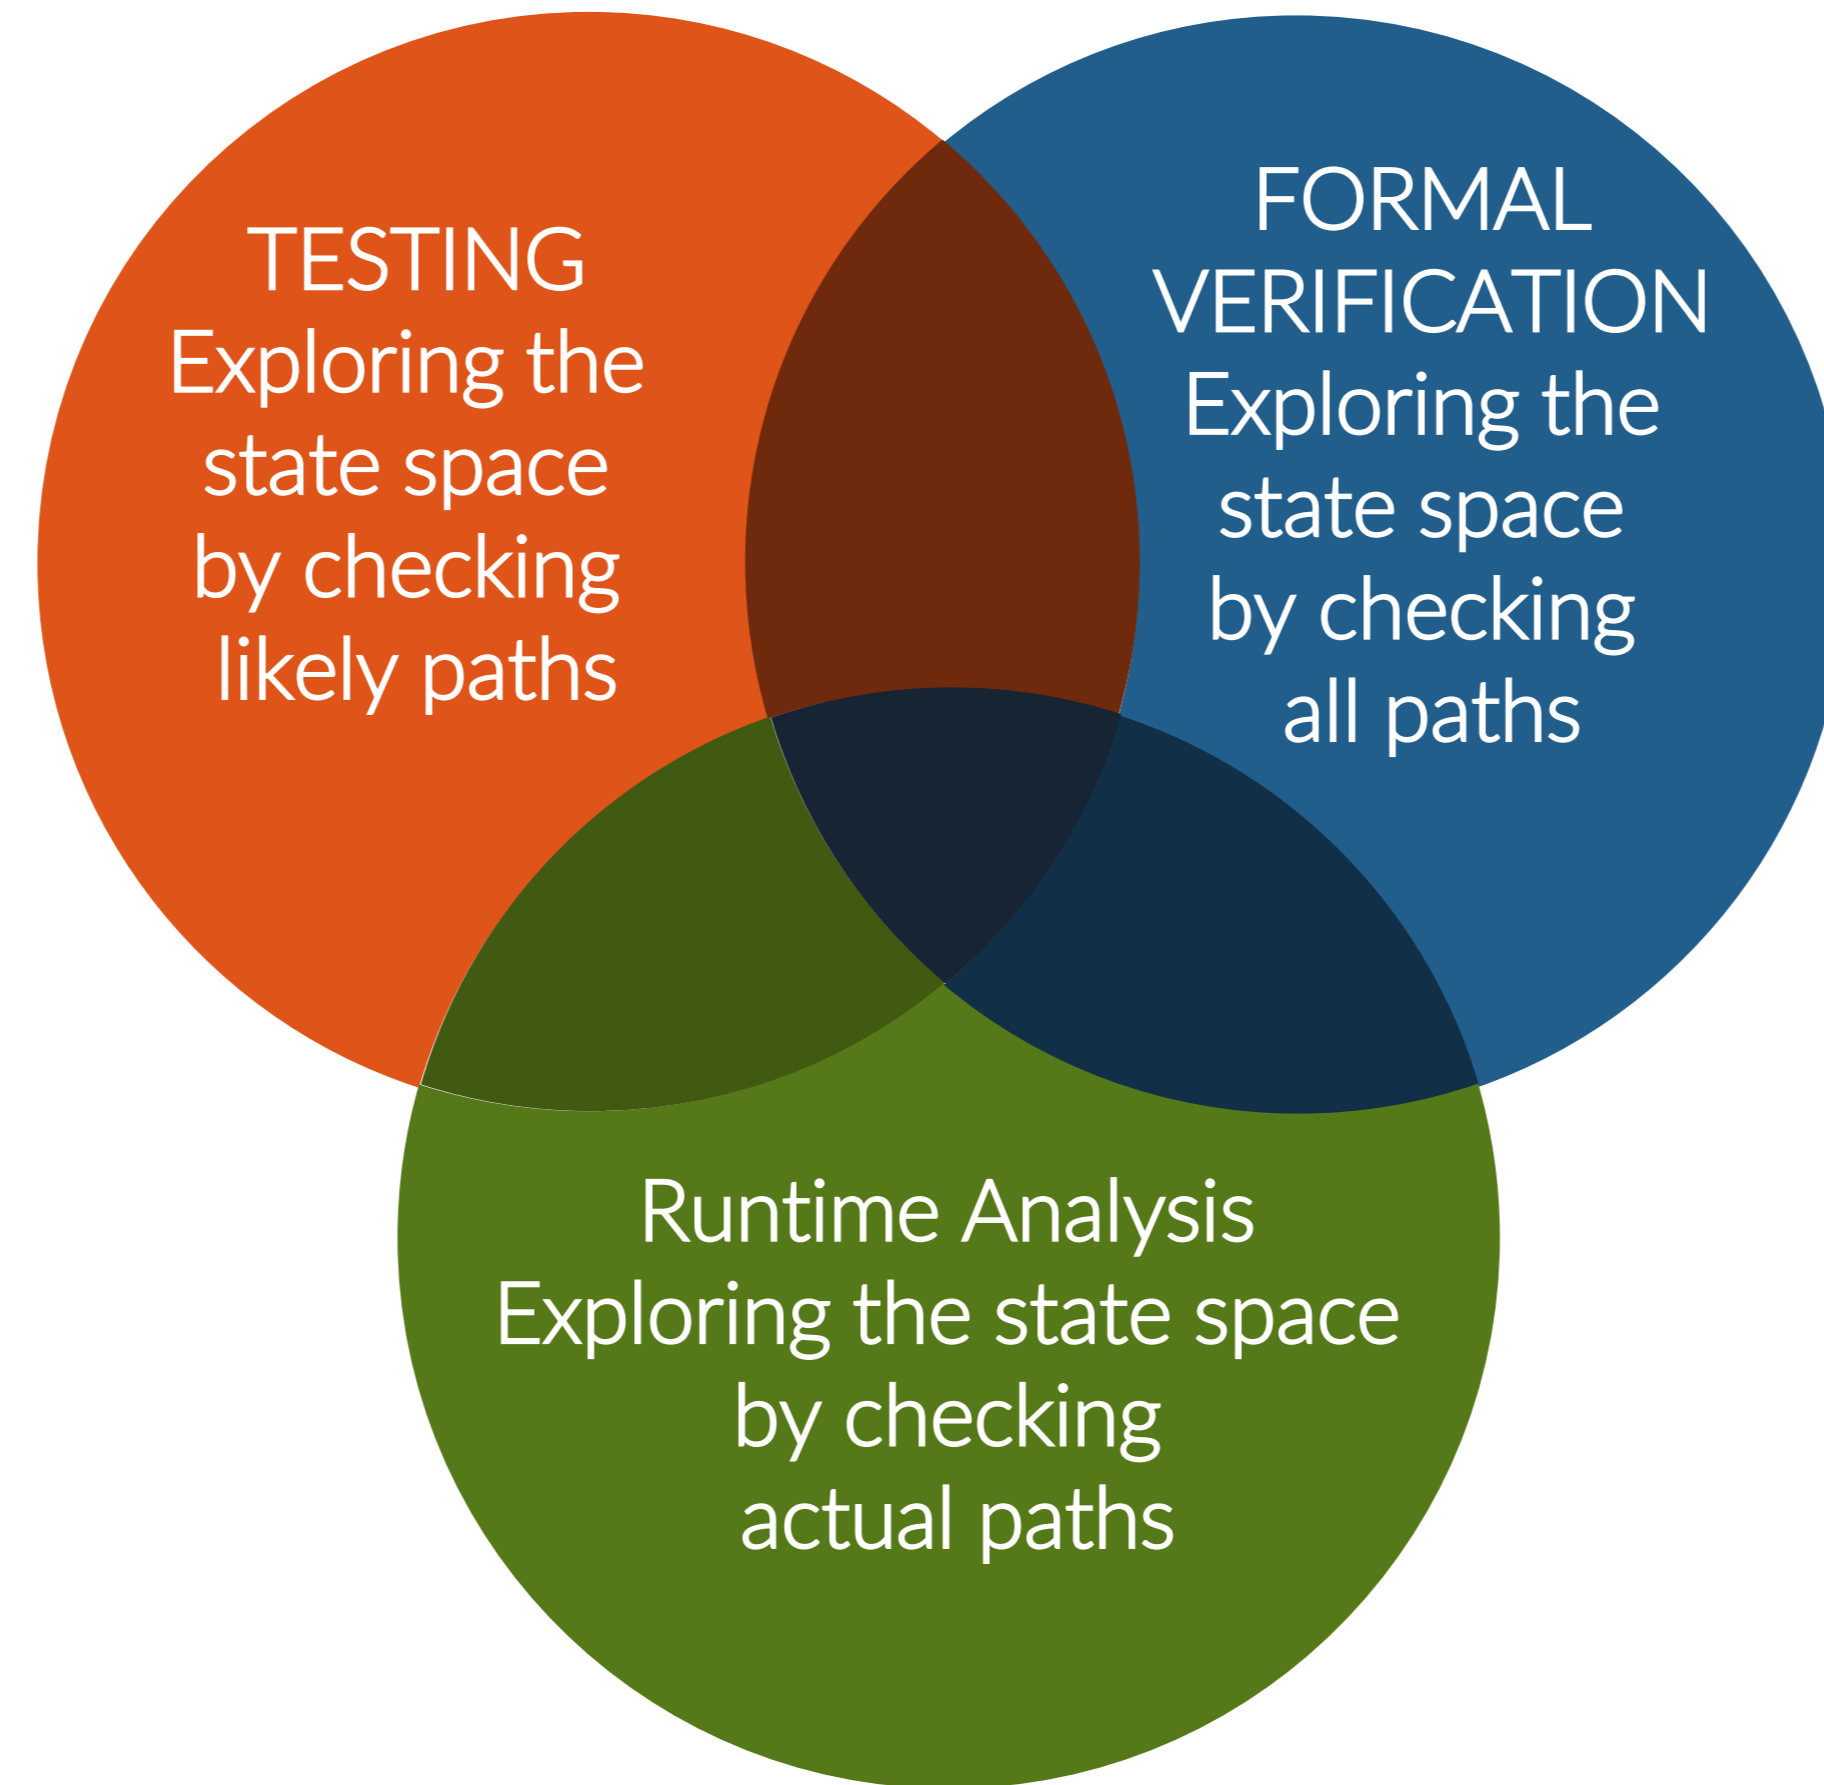 TESTING
Exploring the
state space
by checking
likely paths
FORMAL
VERIFICATION
Exploring the
state space
by checking
all paths
Runtime Analysis
Exploring the state space
by checking
actual paths